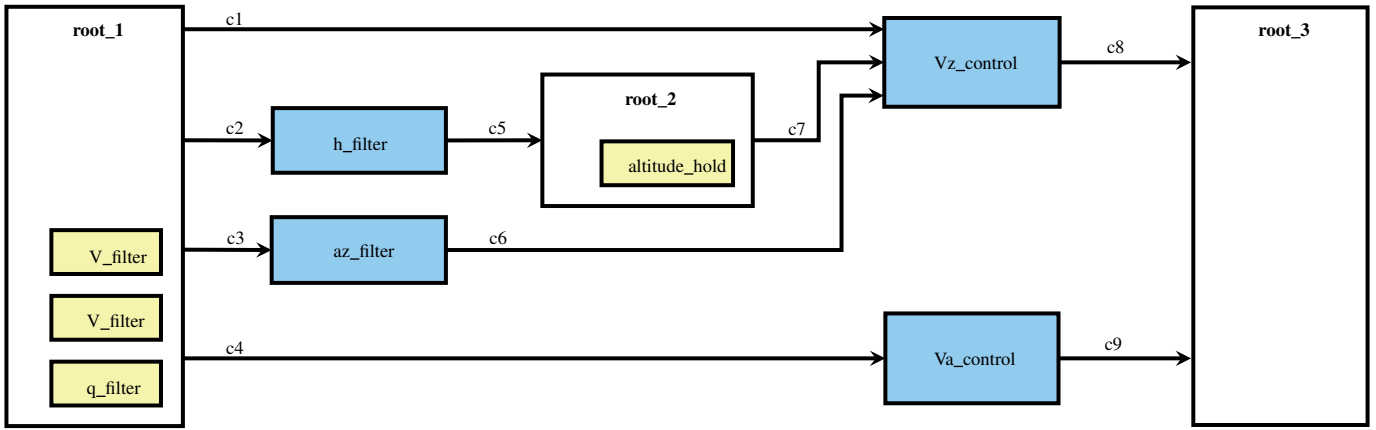 root_1
c1
Vz_control
c8
root_3
c2
h_filter
c5
root_2
altitude_hold
c7
V_filter
c3
az_filter
c6
V_filter
q_filter
c4
Va_control
c9